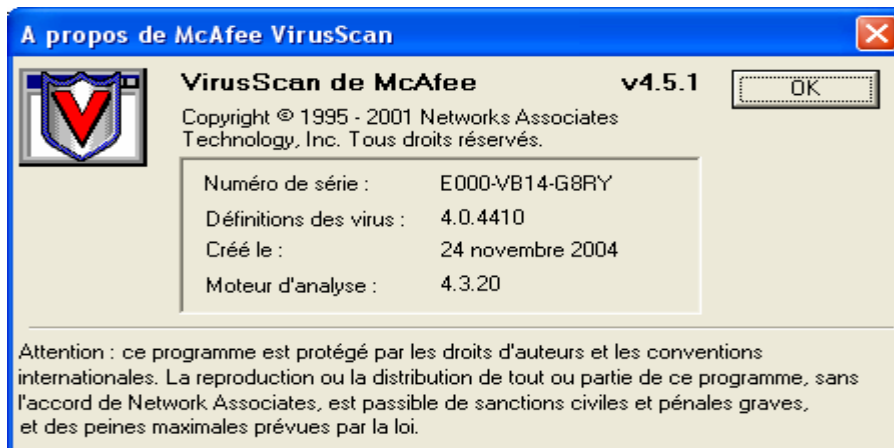 A propos de McAfee VirusScan
VirusScan de McAfee v4.5.1
OK
Copyright © 1995 - 2001 Networks Associates
Technology, Inc. Tous droits réservés.
Numéro de série : E000-VB14-G8RY
Définitions des virus : 4.0.4410
Créé le : 24 novembre 2004
Moteur d'analyse : 4.3.20
Attention : ce programme est protégé par les droits d'auteurs et les conventions
internationales. La reproduction ou la distribution de tout ou partie de ce programme, sans
l'accord de Network Associates, est passible de sanctions civiles et pénales graves,
et des peines maximales prévues par la loi.